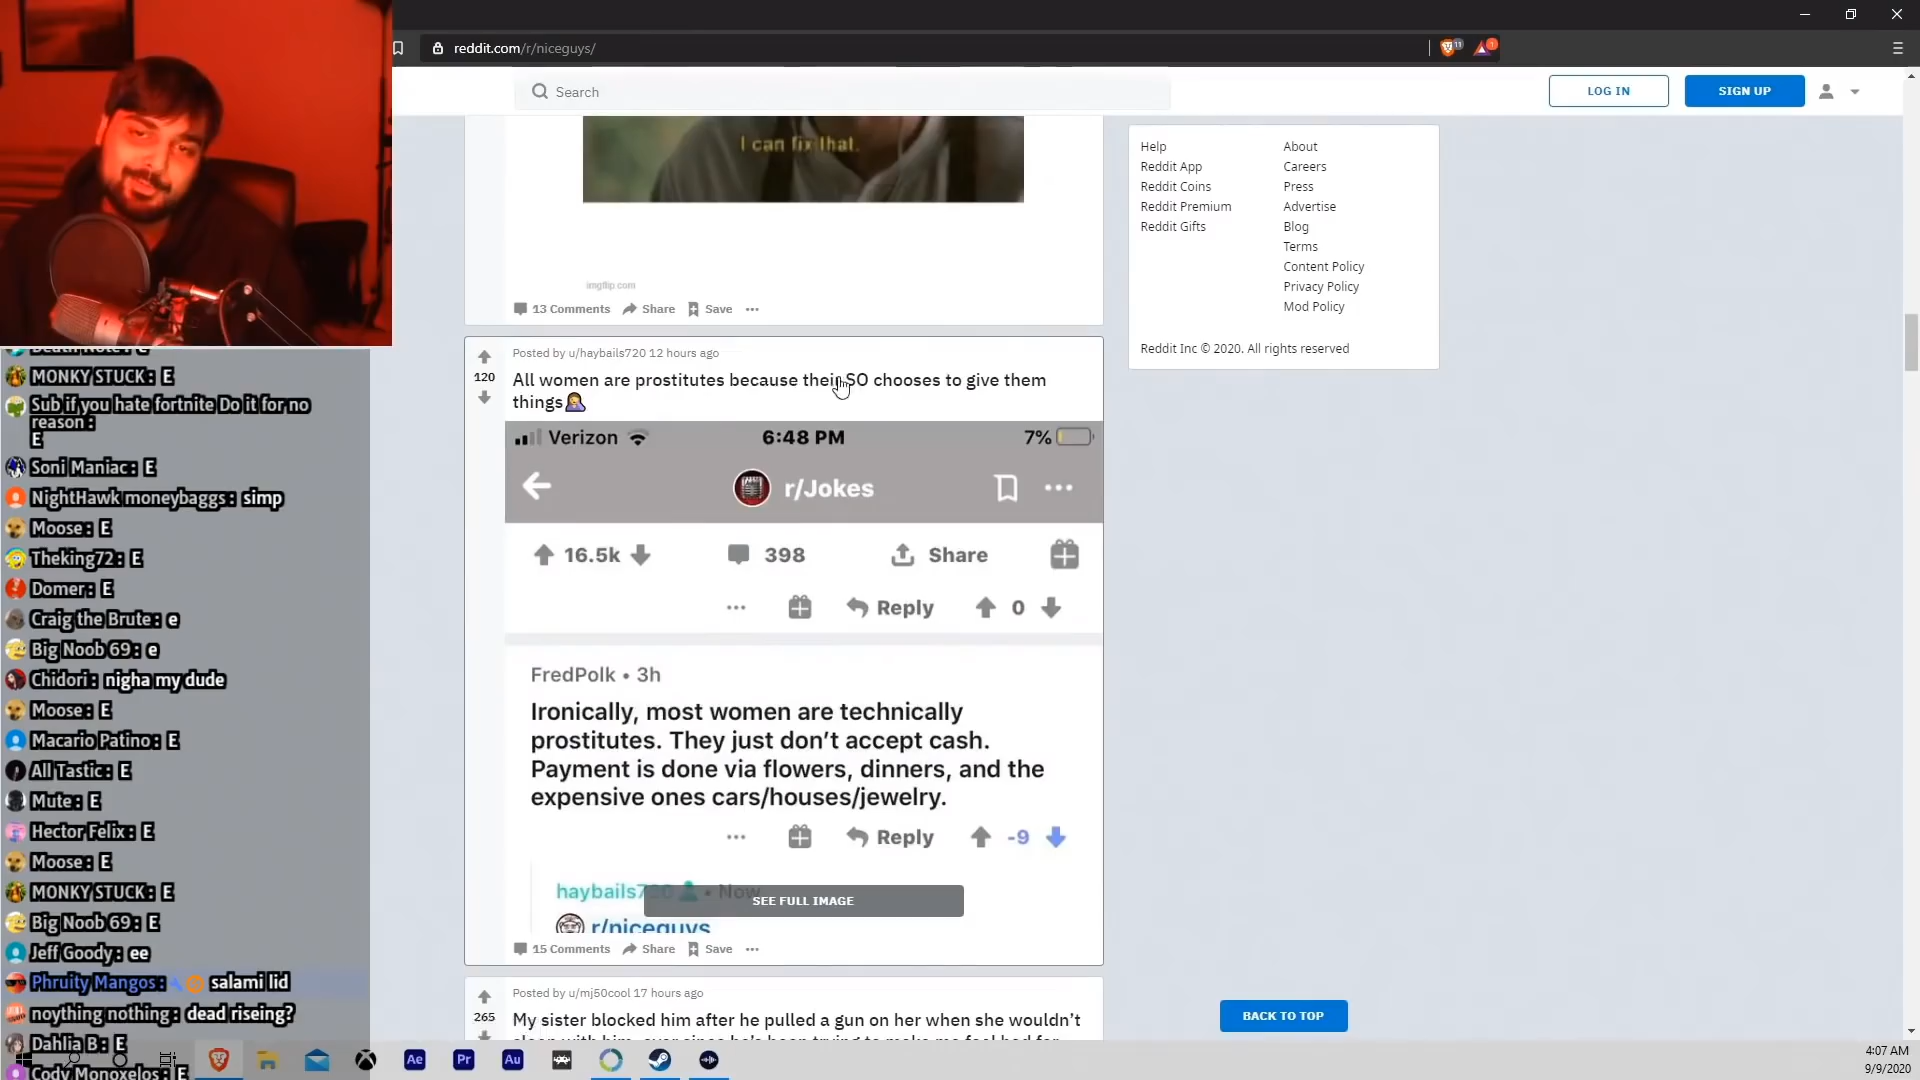 reddit.com/r/niceguys/
Search
LOG IN
SIGN UP
I can fix that.
imgflip.com
13 Comments Share Save
Help
About
Reddit App
Careers
Reddit Coins
Press
Reddit Premium
Advertise
Reddit Gifts
Blog
Terms
Content Policy
Privacy Policy
Mod Policy
Reddit Inc © 2020. All rights reserved
120
Posted by u/haybails720 12 hours ago
All women are prostitutes because their SO chooses to give them
things
Verizon 6:48 PM 7%
r/Jokes
16.5k 398 Share
Reply 0
FredPolk • 3h
Ironically, most women are technically
prostitutes. They just don't accept cash.
Payment is done via flowers, dinners, and the
expensive ones cars/houses/jewelry.
Reply -9
haybails720 • Now
SEE FULL IMAGE
r/niceguys
15 Comments Share Save
265
Posted by u/mj50cool 17 hours ago
My sister blocked him after he pulled a gun on her when she wouldn't
BACK TO TOP
Death Note: E
MONKY STUCK: E
Sub if you hate fortnite Do it for no
reason:
E
Soni Maniac: E
NightHawk moneybaggs: simp
Moose: E
Theking72: E
Domer: E
Craig the Brute: e
Big Noob 69: e
Chidori: nigha my dude
Moose: E
Macario Patino: E
All Tastic: E
Mute: E
Hector Felix: E
Moose: E
MONKY STUCK: E
Big Noob 69: E
Jeff Goody: ee
Phruity Mangos: salami lid
noything nothing: dead riseing?
Dahlia B: E
Cody Monoxelos: E
Ae Pr Au
4:07 AM
9/9/2020